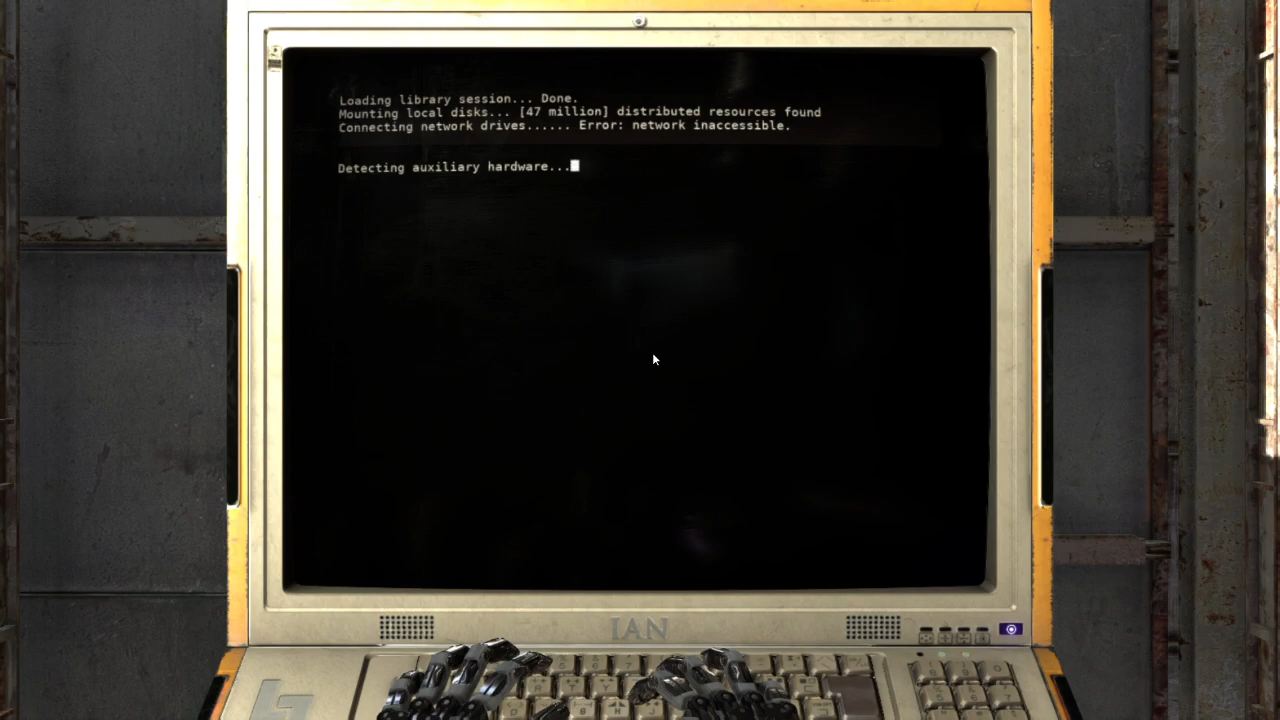 Loading library session... Done.
Mounting local disks... [47 million] distributed resources found
Connecting network drives...... Error: network inaccessible.
Detecting auxiliary hardware...
IAN